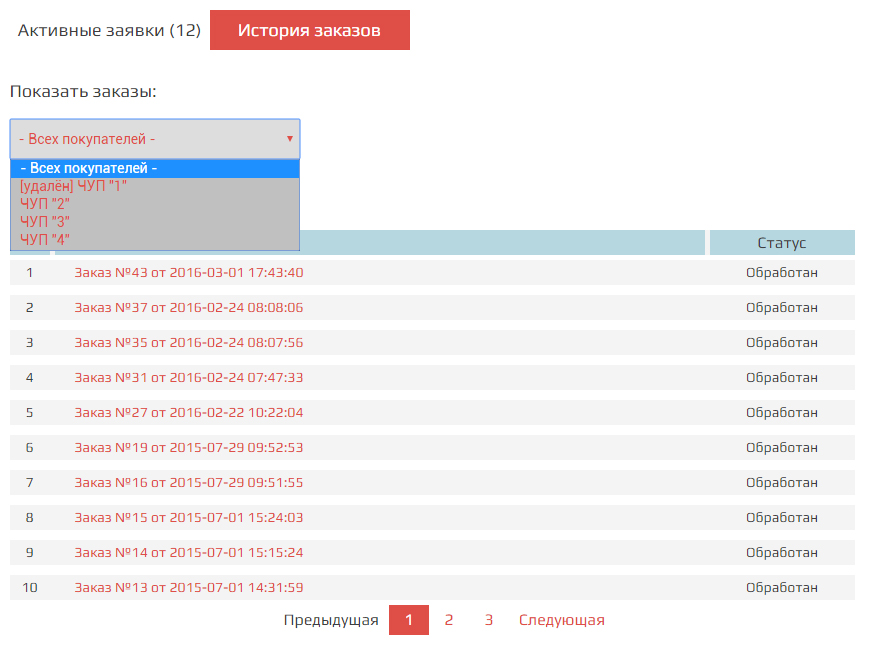 Активные заявки (12) История заказов
Показать заказы:
- Всех покупателей - ▼
- Всех покупателей -
[удалён] ЧУП "1"
ЧУП "2"
ЧУП "3"
ЧУП "4"
Статус
1 Заказ №43 от 2016-03-01 17:43:40 Обработан
2 Заказ №37 от 2016-02-24 08:08:06 Обработан
3 Заказ №35 от 2016-02-24 08:07:56 Обработан
4 Заказ №31 от 2016-02-24 07:47:33 Обработан
5 Заказ №27 от 2016-02-22 10:22:04 Обработан
6 Заказ №19 от 2015-07-29 09:52:53 Обработан
7 Заказ №16 от 2015-07-29 09:51:55 Обработан
8 Заказ №15 от 2015-07-01 15:24:03 Обработан
9 Заказ №14 от 2015-07-01 15:15:24 Обработан
10 Заказ №13 от 2015-07-01 14:31:59 Обработан
Предыдущая 1 2 3 Следующая